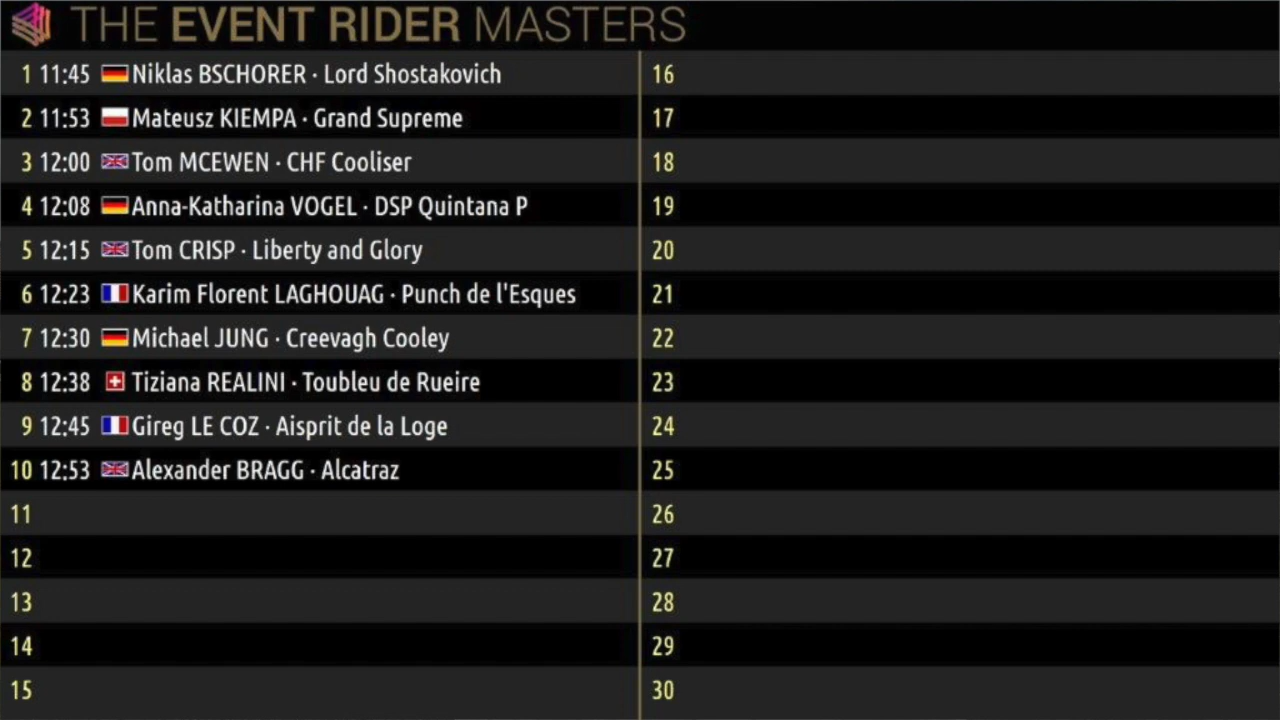 THE EVENT RIDER MASTERS
1 11:45 Niklas BSCHORER · Lord Shostakovich
2 11:53 Mateusz KIEMPA · Grand Supreme
3 12:00 Tom MCEWEN · CHF Cooliser
4 12:08 Anna-Katharina VOGEL · DSP Quintana P
5 12:15 Tom CRISP · Liberty and Glory
6 12:23 Karim Florent LAGHOUAG · Punch de l'Esques
7 12:30 Michael JUNG · Creevagh Cooley
8 12:38 Tiziana REALINI · Toubleu de Rueire
9 12:45 Gireg LE COZ · Aisprit de la Loge
10 12:53 Alexander BRAGG · Alcatraz
11
12
13
14
15
16
17
18
19
20
21
22
23
24
25
26
27
28
29
30